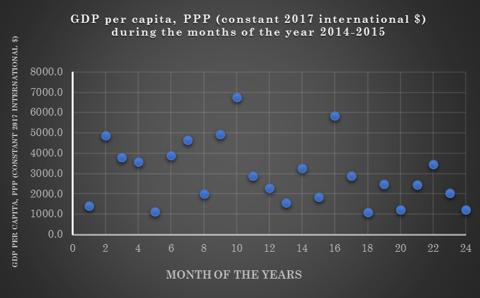 GDP per capita, PPP (constant 2017 international $)
during the months of the year 2014-2015
GDP PER CAPITA, PPP (CONSTANT 2017 INTERNATIONAL $)
8000.0
7000.0
6000.0
5000.0
4000.0
3000.0
2000.0
1000.0
0.0
0 2 4 6 8 10 12 14 16 18 20 22 24
MONTH OF THE YEARS